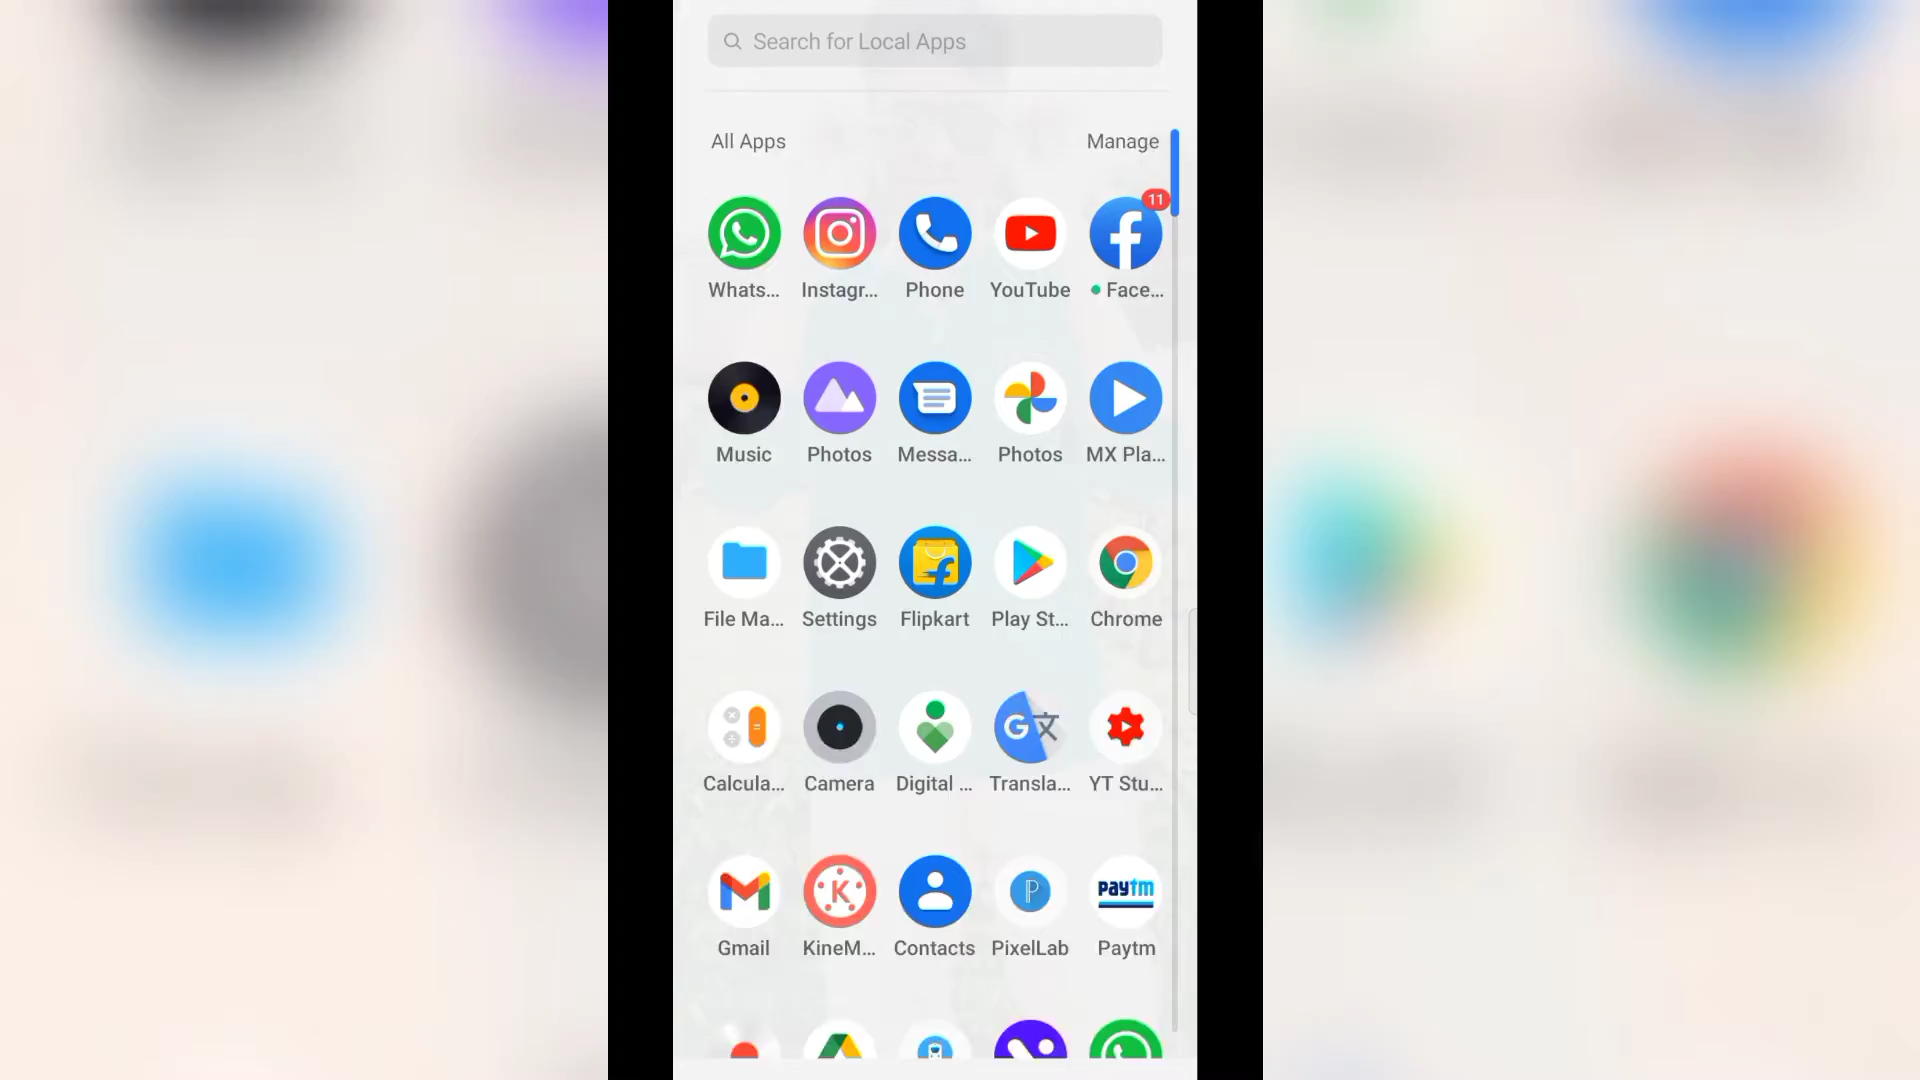 Search for Local Apps
All Apps Manage
11
Whats... Instagr... Phone YouTube Face...
Music Photos Messa... Photos MX Pla...
File Ma... Settings Flipkart Play St... Chrome
Calcula... Camera Digital ... Transla... YT Stu...
paytm
Gmail KineM... Contacts PixelLab Paytm